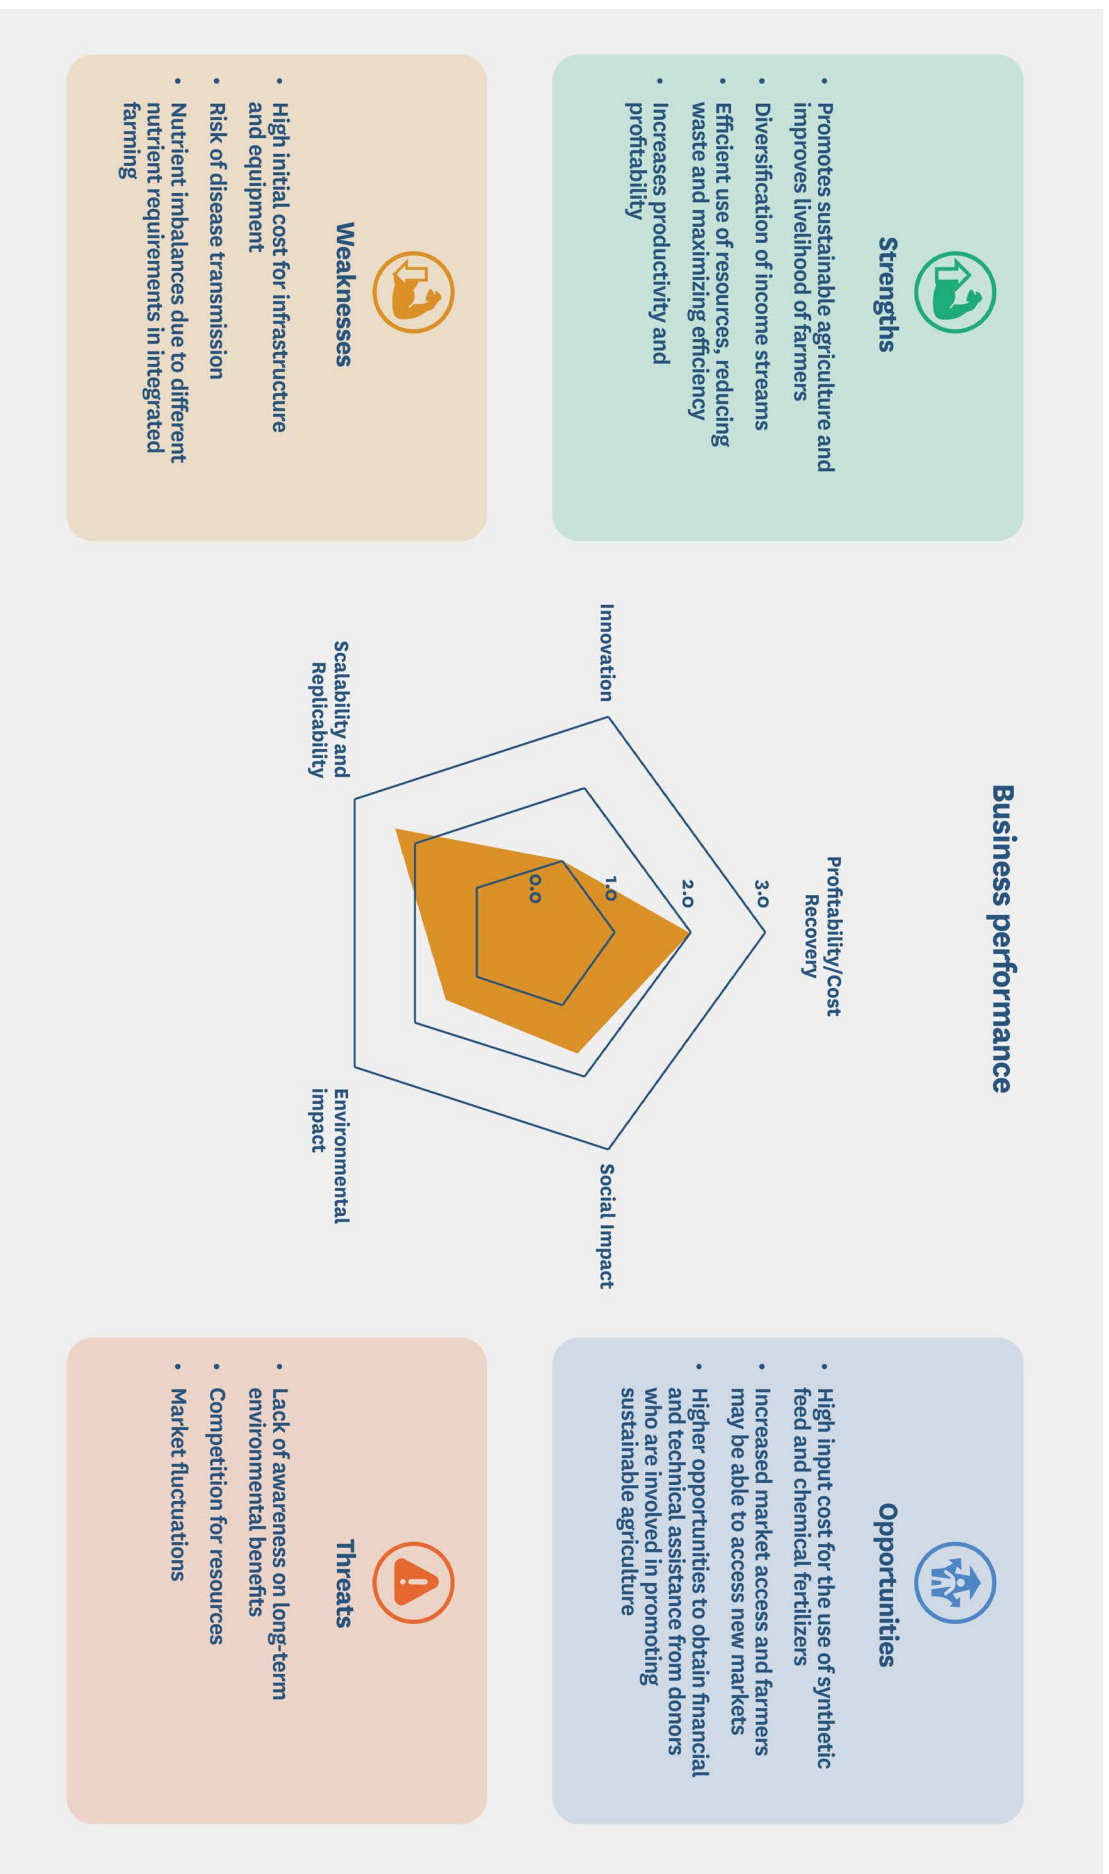 Business performance
Strengths
• Promotes sustainable agriculture and
improves livelihood of farmers
• Diversification of income streams
• Efficient use of resources, reducing
waste and maximizing efficiency
• Increases productivity and
profitability
Weaknesses
• High initial cost for infrastructure
and equipment
• Risk of disease transmission
• Nutrient imbalances due to different
nutrient requirements in integrated
farming
Profitability/Cost
Recovery
3.0
2.0
1.0
0.0
Innovation
Social Impact
Scalability and
Replicability
Environmental
impact
Opportunities
• High input cost for the use of synthetic
feed and chemical fertilizers
• Increased market access and farmers
may be able to access new markets
• Higher opportunities to obtain financial
and technical assistance from donors
who are involved in promoting
sustainable agriculture
Threats
• Lack of awareness on long-term
environmental benefits
• Competition for resources
• Market fluctuations